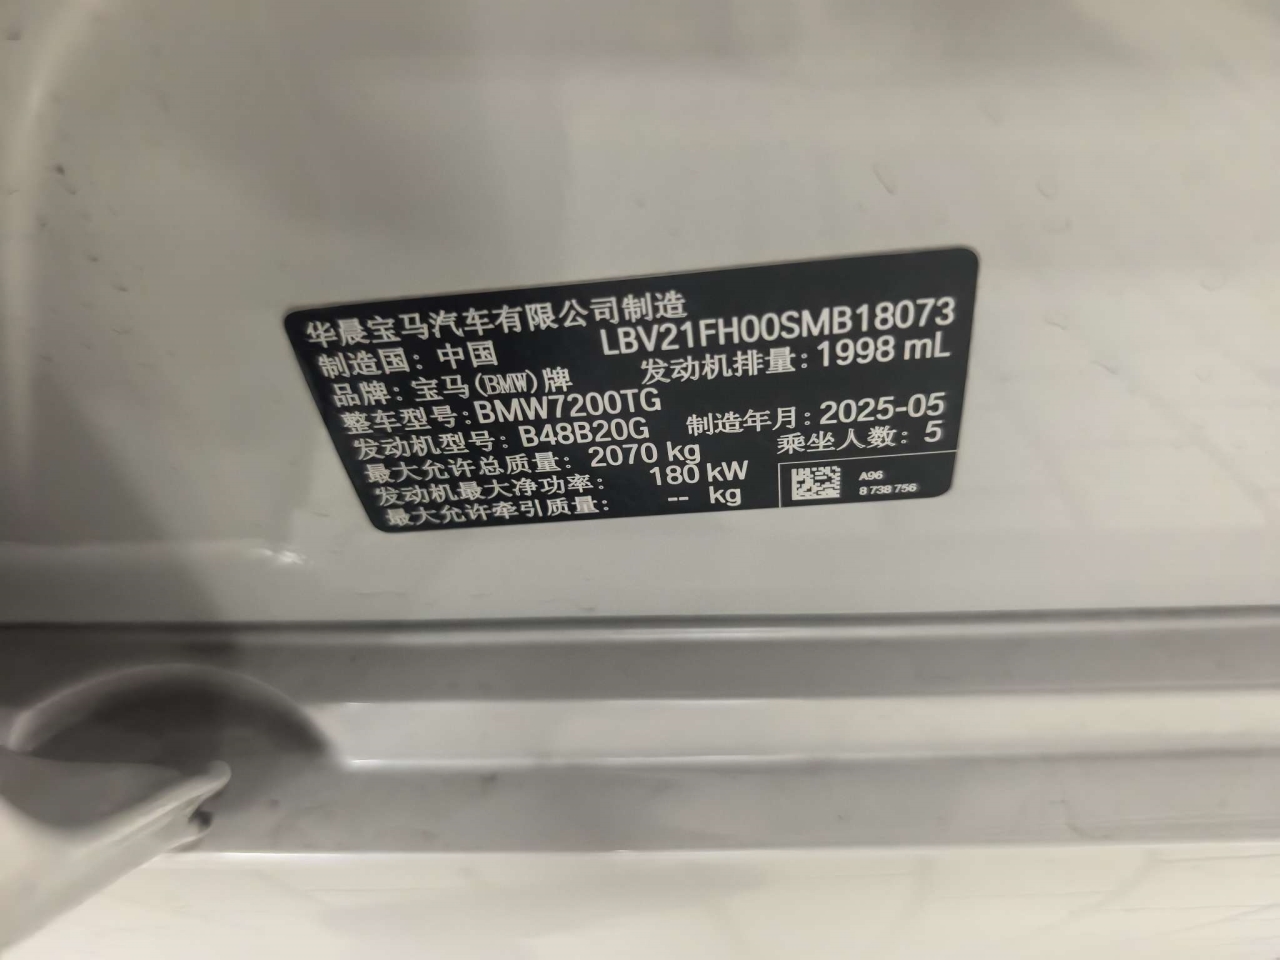 华晨宝马汽车有限公司制造
LBV21FH00SMB18073
制造国：中国
发动机排量：1998 mL
品牌：宝马(BMW)牌
整车型号：BMW7200TG
制造年月：2025-05
发动机型号：B48B20G
乘坐人数：5
最大允许总质量：2070 kg
发动机最大净功率：180 kW
最大允许牵引质量：-- kg
A96
8 738 756